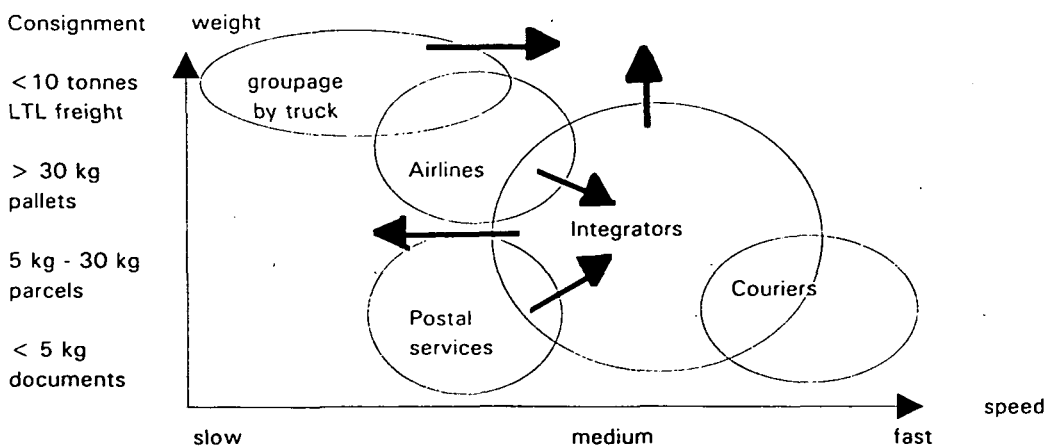 Consignment weight
< 10 tonnes
LTL freight
> 30 kg
pallets
5 kg - 30 kg
parcels
< 5 kg
documents
groupage
by truck
Airlines
Integrators
Couriers
Postal
services
speed
slow medium fast